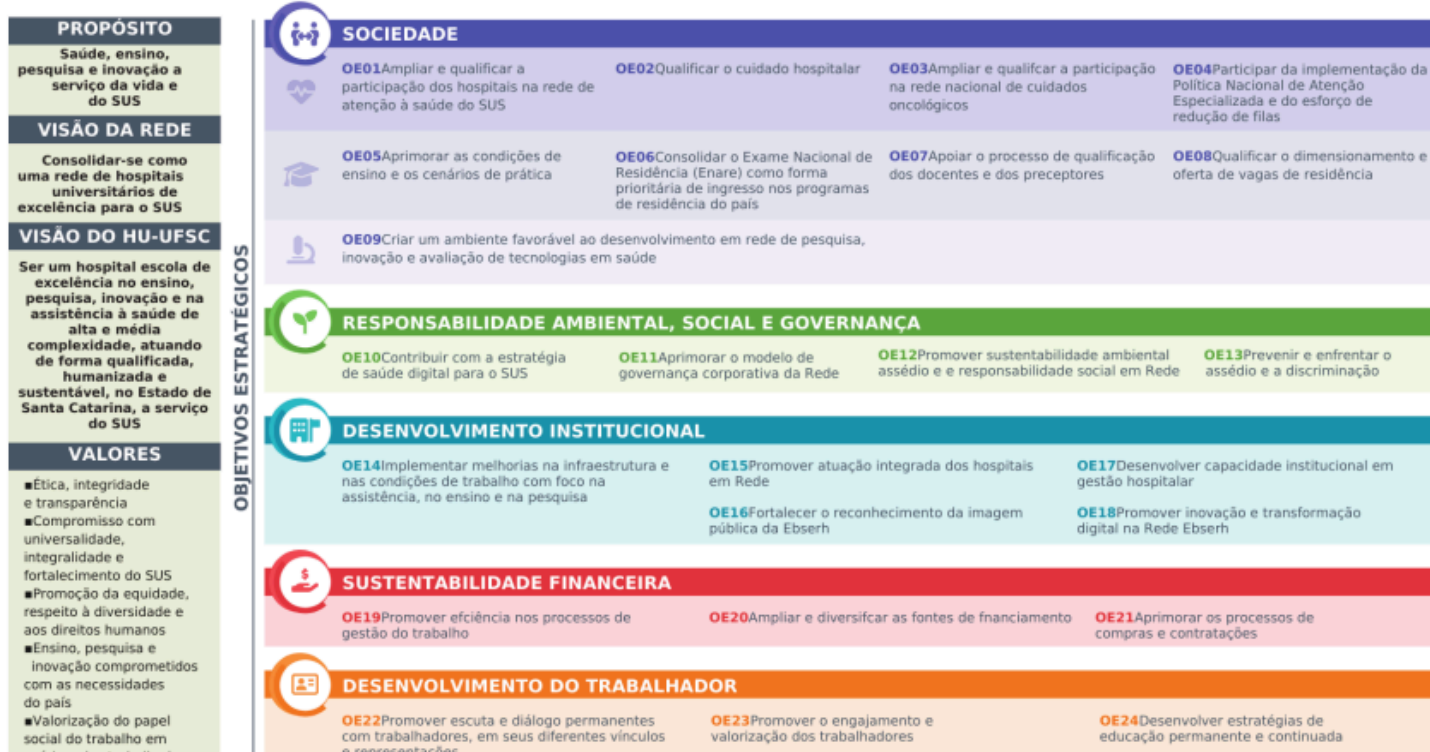 PROPÓSITO
Saúde, ensino,
pesquisa e inovação a
serviço da vida e
do SUS
VISÃO DA REDE
Consolidar-se como
uma rede de hospitais
universitários de
excelência para o SUS
VISÃO DO HU-UFSC
Ser um hospital escola de
excelência no ensino,
pesquisa, inovação e na
assistência à saúde de
alta e média
complexidade, atuando
de forma qualificada,
humanizada e
sustentável, no Estado de
Santa Catarina, a serviço
do SUS
VALORES
▪Ética, integridade
e transparência
▪Compromisso com
universalidade,
integralidade e
fortalecimento do SUS
▪Promoção da equidade,
respeito à diversidade e
aos direitos humanos
▪Ensino, pesquisa e
inovação comprometidos
com as necessidades
do país
▪Valorização do papel
social do trabalho em
OBJETIVOS ESTRATÉGICOS
SOCIEDADE
OE01Ampliar e qualificar a
participação dos hospitais na rede de
atenção à saúde do SUS
OE02Qualificar o cuidado hospitalar
OE03Ampliar e qualifcar a participação
na rede nacional de cuidados
oncológicos
OE04Participar da implementação da
Política Nacional de Atenção
Especializada e do esforço de
redução de filas
OE05Aprimorar as condições de
ensino e os cenários de prática
OE06Consolidar o Exame Nacional de
Residência (Enare) como forma
prioritária de ingresso nos programas
de residência do país
OE07Apoiar o processo de qualificação
dos docentes e dos preceptores
OE08Qualificar o dimensionamento e
oferta de vagas de residência
OE09Criar um ambiente favorável ao desenvolvimento em rede de pesquisa,
inovação e avaliação de tecnologias em saúde
RESPONSABILIDADE AMBIENTAL, SOCIAL E GOVERNANÇA
OE10Contribuir com a estratégia
de saúde digital para o SUS
OE11Aprimorar o modelo de
governança corporativa da Rede
OE12Promover sustentabilidade ambiental
assédio e e responsabilidade social em Rede
OE13Prevenir e enfrentar o
assédio e a discriminação
DESENVOLVIMENTO INSTITUCIONAL
OE14Implementar melhorias na infraestrutura e
nas condições de trabalho com foco na
assistência, no ensino e na pesquisa
OE15Promover atuação integrada dos hospitais
em Rede
OE16Fortalecer o reconhecimento da imagem
pública da Ebserh
OE17Desenvolver capacidade institucional em
gestão hospitalar
OE18Promover inovação e transformação
digital na Rede Ebserh
SUSTENTABILIDADE FINANCEIRA
OE19Promover efciência nos processos de
gestão do trabalho
OE20Ampliar e diversifcar as fontes de fnanciamento
OE21Aprimorar os processos de
compras e contratações
DESENVOLVIMENTO DO TRABALHADOR
OE22Promover escuta e diálogo permanentes
com trabalhadores, em seus diferentes vínculos
e representações
OE23Promover o engajamento e
valorização dos trabalhadores
OE24Desenvolver estratégias de
educação permanente e continuada